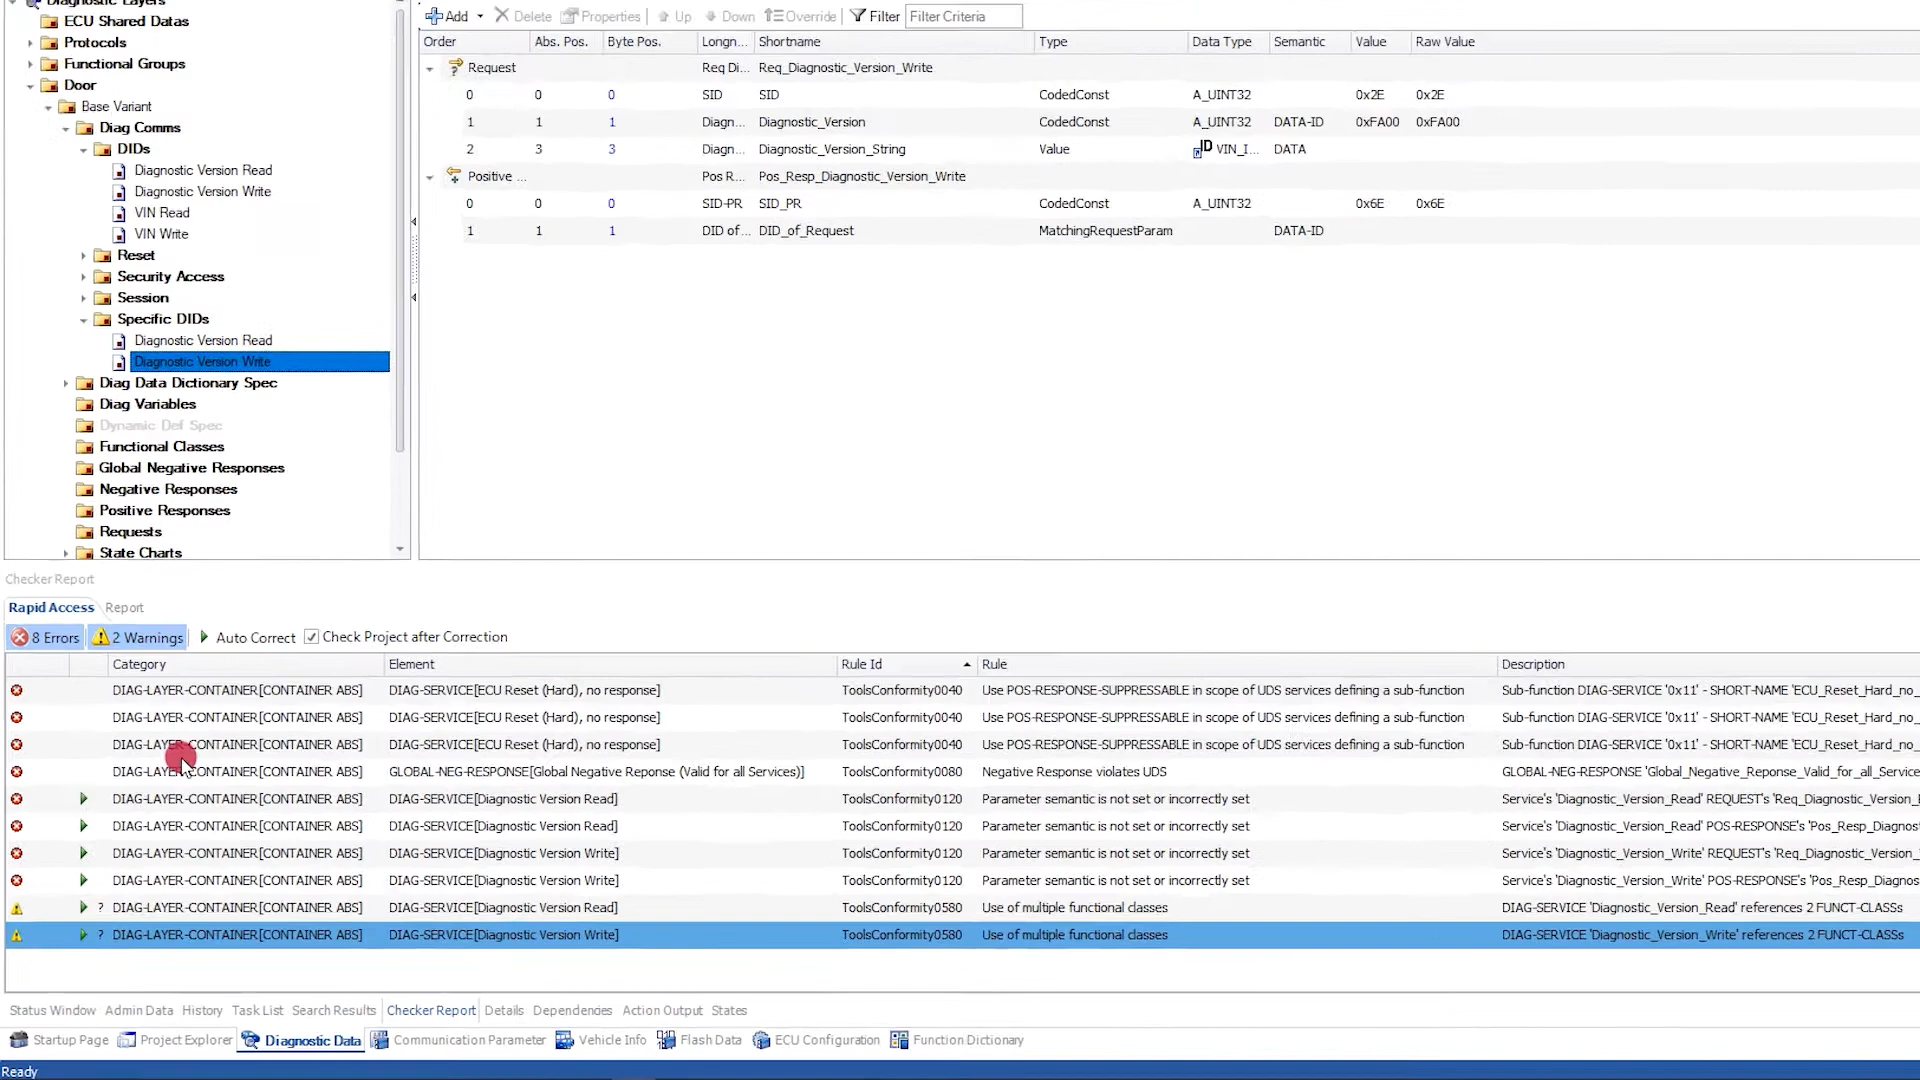 Diagnostic Layers
ECU Shared Datas
Protocols
Functional Groups
Door
Base Variant
Diag Comms
DIDs
Diagnostic Version Read
Diagnostic Version Write
VIN Read
VIN Write
Reset
Security Access
Session
Specific DIDs
Diagnostic Version Read
Diagnostic Version Write
Diag Data Dictionary Spec
Diag Variables
Dynamic Def Spec
Functional Classes
Global Negative Responses
Negative Responses
Positive Responses
Requests
State Charts
Add Delete Properties Up Down Override Filter Filter Criteria
Order Abs. Pos. Byte Pos. Longn... Shortname Type Data Type Semantic Value Raw Value
Request Req Di... Req_Diagnostic_Version_Write
0 0 0 SID SID CodedConst A_UINT32 0x2E 0x2E
1 1 1 Diagn... Diagnostic_Version CodedConst A_UINT32 DATA-ID 0xFA00 0xFA00
2 3 3 Diagn... Diagnostic_Version_String Value ID VIN_I... DATA
Positive ... Pos R... Pos_Resp_Diagnostic_Version_Write
0 0 0 SID-PR SID_PR CodedConst A_UINT32 0x6E 0x6E
1 1 1 DID of... DID_of_Request MatchingRequestParam DATA-ID
Checker Report
Rapid Access Report
8 Errors 2 Warnings Auto Correct Check Project after Correction
Category Element Rule Id Rule Description
DIAG-LAYER-CONTAINER[CONTAINER ABS] DIAG-SERVICE[ECU Reset (Hard), no response] ToolsConformity0040 Use POS-RESPONSE-SUPPRESSABLE in scope of UDS services defining a sub-function Sub-function DIAG-SERVICE '0x11' - SHORT-NAME 'ECU_Reset_Hard_no_
DIAG-LAYER-CONTAINER[CONTAINER ABS] DIAG-SERVICE[ECU Reset (Hard), no response] ToolsConformity0040 Use POS-RESPONSE-SUPPRESSABLE in scope of UDS services defining a sub-function Sub-function DIAG-SERVICE '0x11' - SHORT-NAME 'ECU_Reset_Hard_no_
DIAG-LAYER-CONTAINER[CONTAINER ABS] DIAG-SERVICE[ECU Reset (Hard), no response] ToolsConformity0040 Use POS-RESPONSE-SUPPRESSABLE in scope of UDS services defining a sub-function Sub-function DIAG-SERVICE '0x11' - SHORT-NAME 'ECU_Reset_Hard_no_
DIAG-LAYER-CONTAINER[CONTAINER ABS] GLOBAL-NEG-RESPONSE[Global Negative Reponse (Valid for all Services)] ToolsConformity0080 Negative Response violates UDS GLOBAL-NEG-RESPONSE 'Global_Negative_Reponse_Valid_for_all_Service
DIAG-LAYER-CONTAINER[CONTAINER ABS] DIAG-SERVICE[Diagnostic Version Read] ToolsConformity0120 Parameter semantic is not set or incorrectly set Service's 'Diagnostic_Version_Read' REQUEST's 'Req_Diagnostic_Version_
DIAG-LAYER-CONTAINER[CONTAINER ABS] DIAG-SERVICE[Diagnostic Version Read] ToolsConformity0120 Parameter semantic is not set or incorrectly set Service's 'Diagnostic_Version_Read' POS-RESPONSE's 'Pos_Resp_Diagnos
DIAG-LAYER-CONTAINER[CONTAINER ABS] DIAG-SERVICE[Diagnostic Version Write] ToolsConformity0120 Parameter semantic is not set or incorrectly set Service's 'Diagnostic_Version_Write' REQUEST's 'Req_Diagnostic_Version_
DIAG-LAYER-CONTAINER[CONTAINER ABS] DIAG-SERVICE[Diagnostic Version Write] ToolsConformity0120 Parameter semantic is not set or incorrectly set Service's 'Diagnostic_Version_Write' POS-RESPONSE's 'Pos_Resp_Diagnos
? DIAG-LAYER-CONTAINER[CONTAINER ABS] DIAG-SERVICE[Diagnostic Version Read] ToolsConformity0580 Use of multiple functional classes DIAG-SERVICE 'Diagnostic_Version_Read' references 2 FUNCT-CLASSs
? DIAG-LAYER-CONTAINER[CONTAINER ABS] DIAG-SERVICE[Diagnostic Version Write] ToolsConformity0580 Use of multiple functional classes DIAG-SERVICE 'Diagnostic_Version_Write' references 2 FUNCT-CLASSs
Status Window Admin Data History Task List Search Results Checker Report Details Dependencies Action Output States
Startup Page Project Explorer Diagnostic Data Communication Parameter Vehicle Info Flash Data ECU Configuration Function Dictionary
Ready